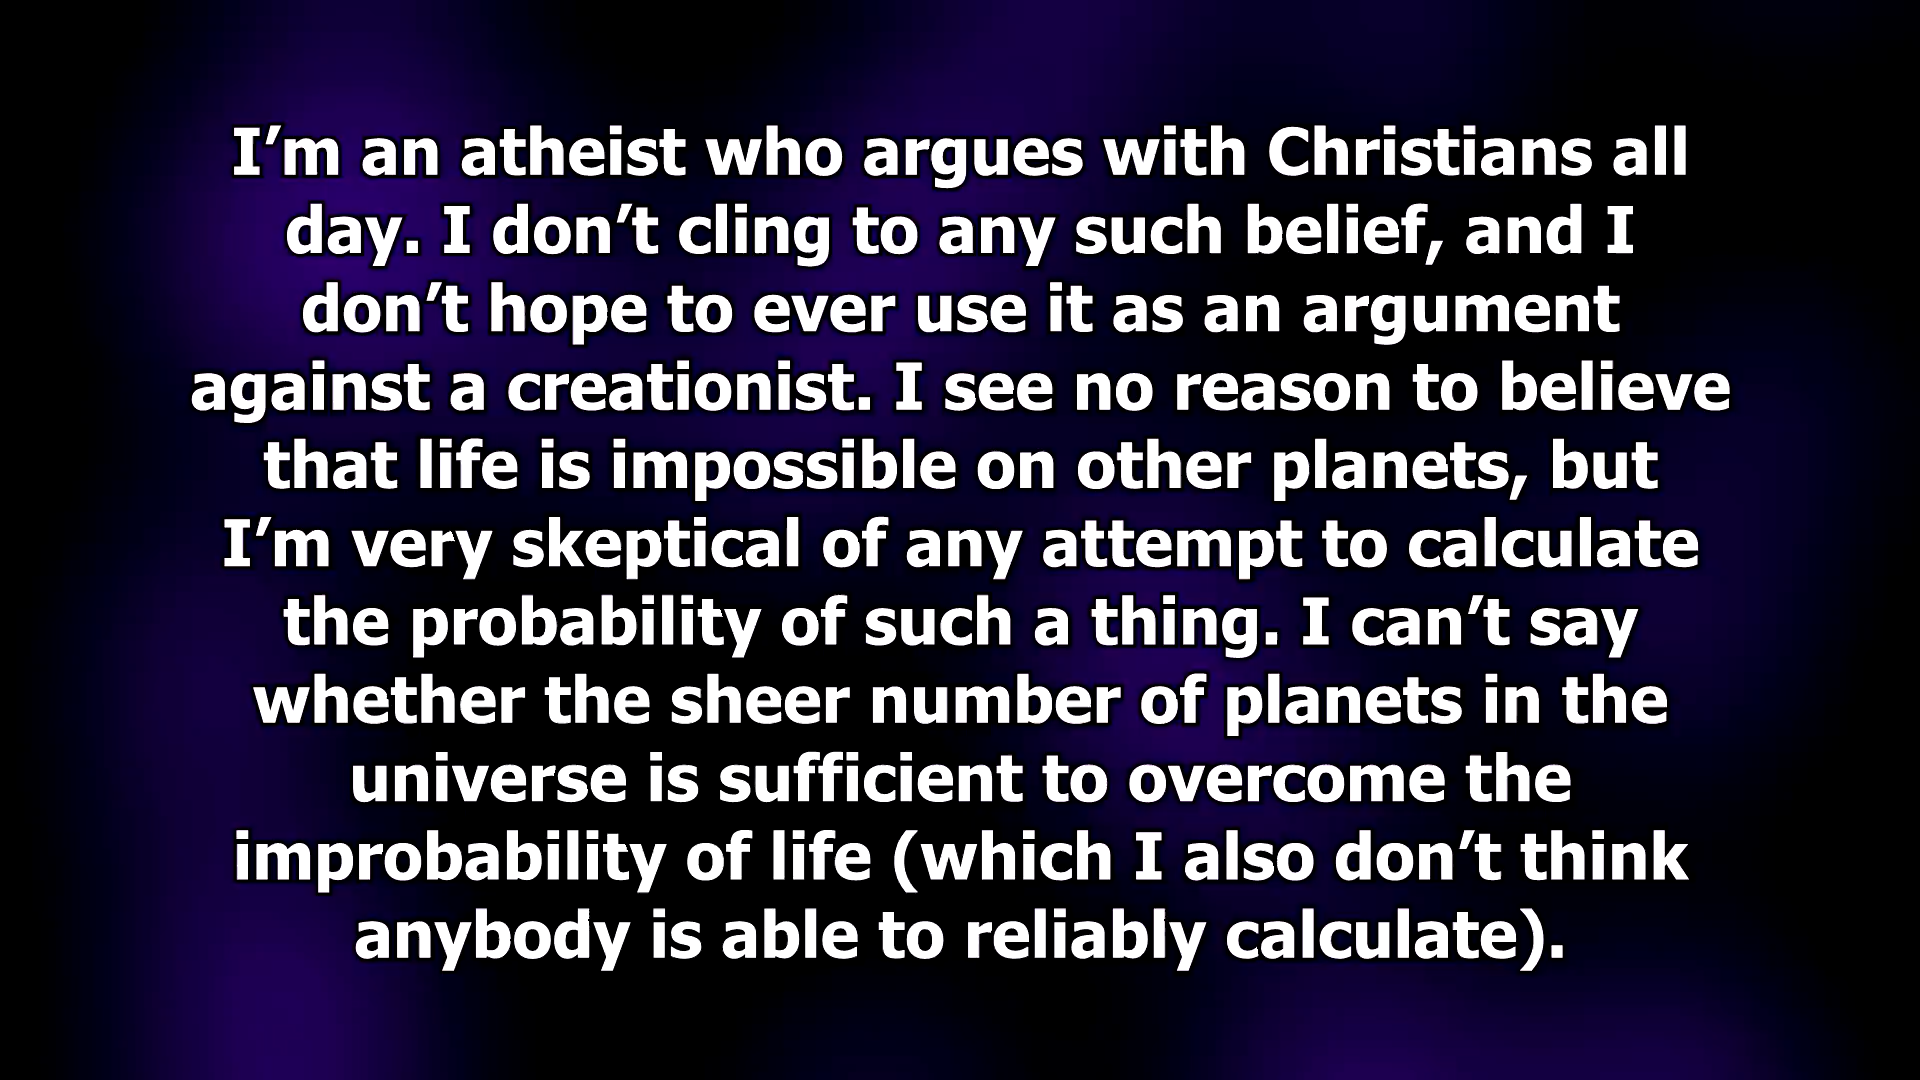 I’m an atheist who argues with Christians all
day. I don’t cling to any such belief, and I
don’t hope to ever use it as an argument
against a creationist. I see no reason to believe
that life is impossible on other planets, but
I’m very skeptical of any attempt to calculate
the probability of such a thing. I can’t say
whether the sheer number of planets in the
universe is sufficient to overcome the
improbability of life (which I also don’t think
anybody is able to reliably calculate).